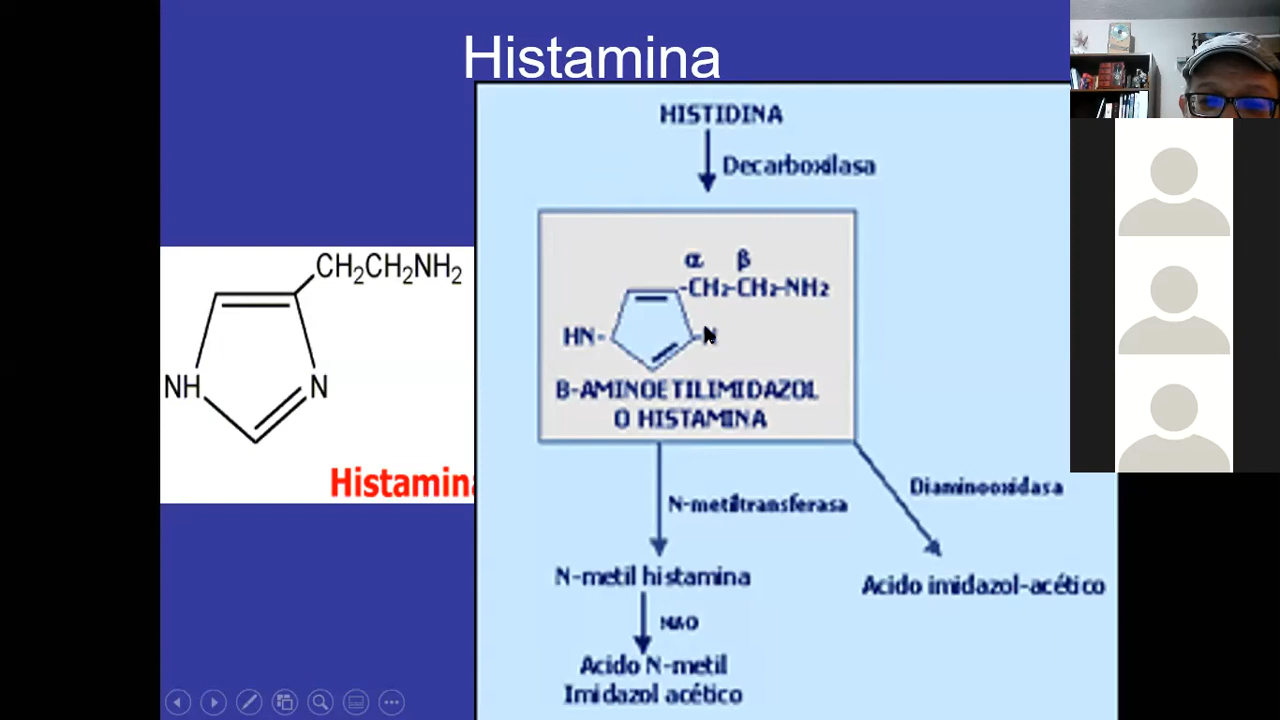 Histamina
HISTIDINA
Decarboxilasa
α β
-CH2-CH2-NH2
HN- -N
B-AMINOETILIMIDAZOL
O HISTAMINA
CH2CH2NH2
NH N
Histamina
N-metiltransferasa
Diaminooxidasa
N-metil histamina
Acido imidazol-acético
MAO
Acido N-metil
Imidazol acético